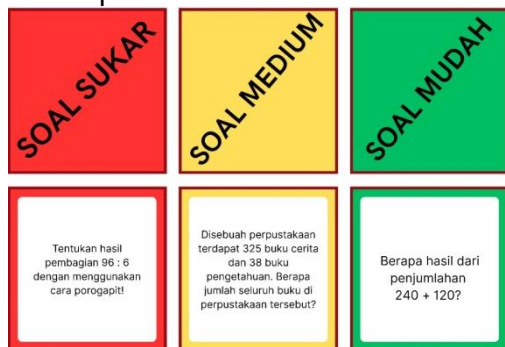 SOAL SUKAR
SOAL MEDIUM
SOAL MUDAH
Tentukan hasil
pembagian 96 : 6
dengan menggunakan
cara porogapit!
Disebuah perpustakaan
terdapat 325 buku cerita
dan 38 buku
pengetahuan. Berapa
jumlah seluruh buku di
perpustakaan tersebut?
Berapa hasil dari
penjumlahan
240 + 120?